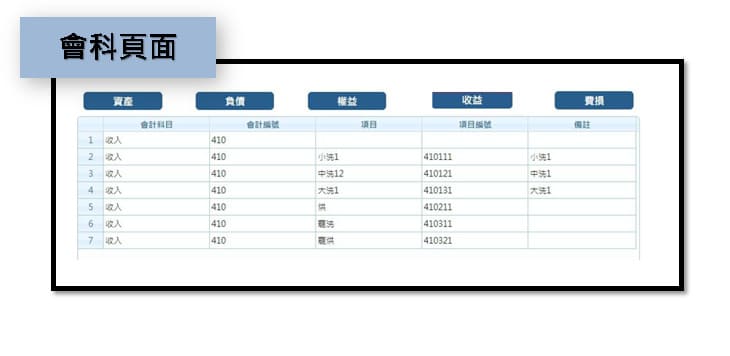 會科頁面
資產 負債 權益 收益 費損
會計科目 會計編號 項目 項目編號 備註
1 收入 410
2 收入 410 小洗1 410111 小洗1
3 收入 410 中洗12 410121 中洗1
4 收入 410 大洗1 410131 大洗1
5 收入 410 烘 410211
6 收入 410 寵洗 410311
7 收入 410 寵烘 410321